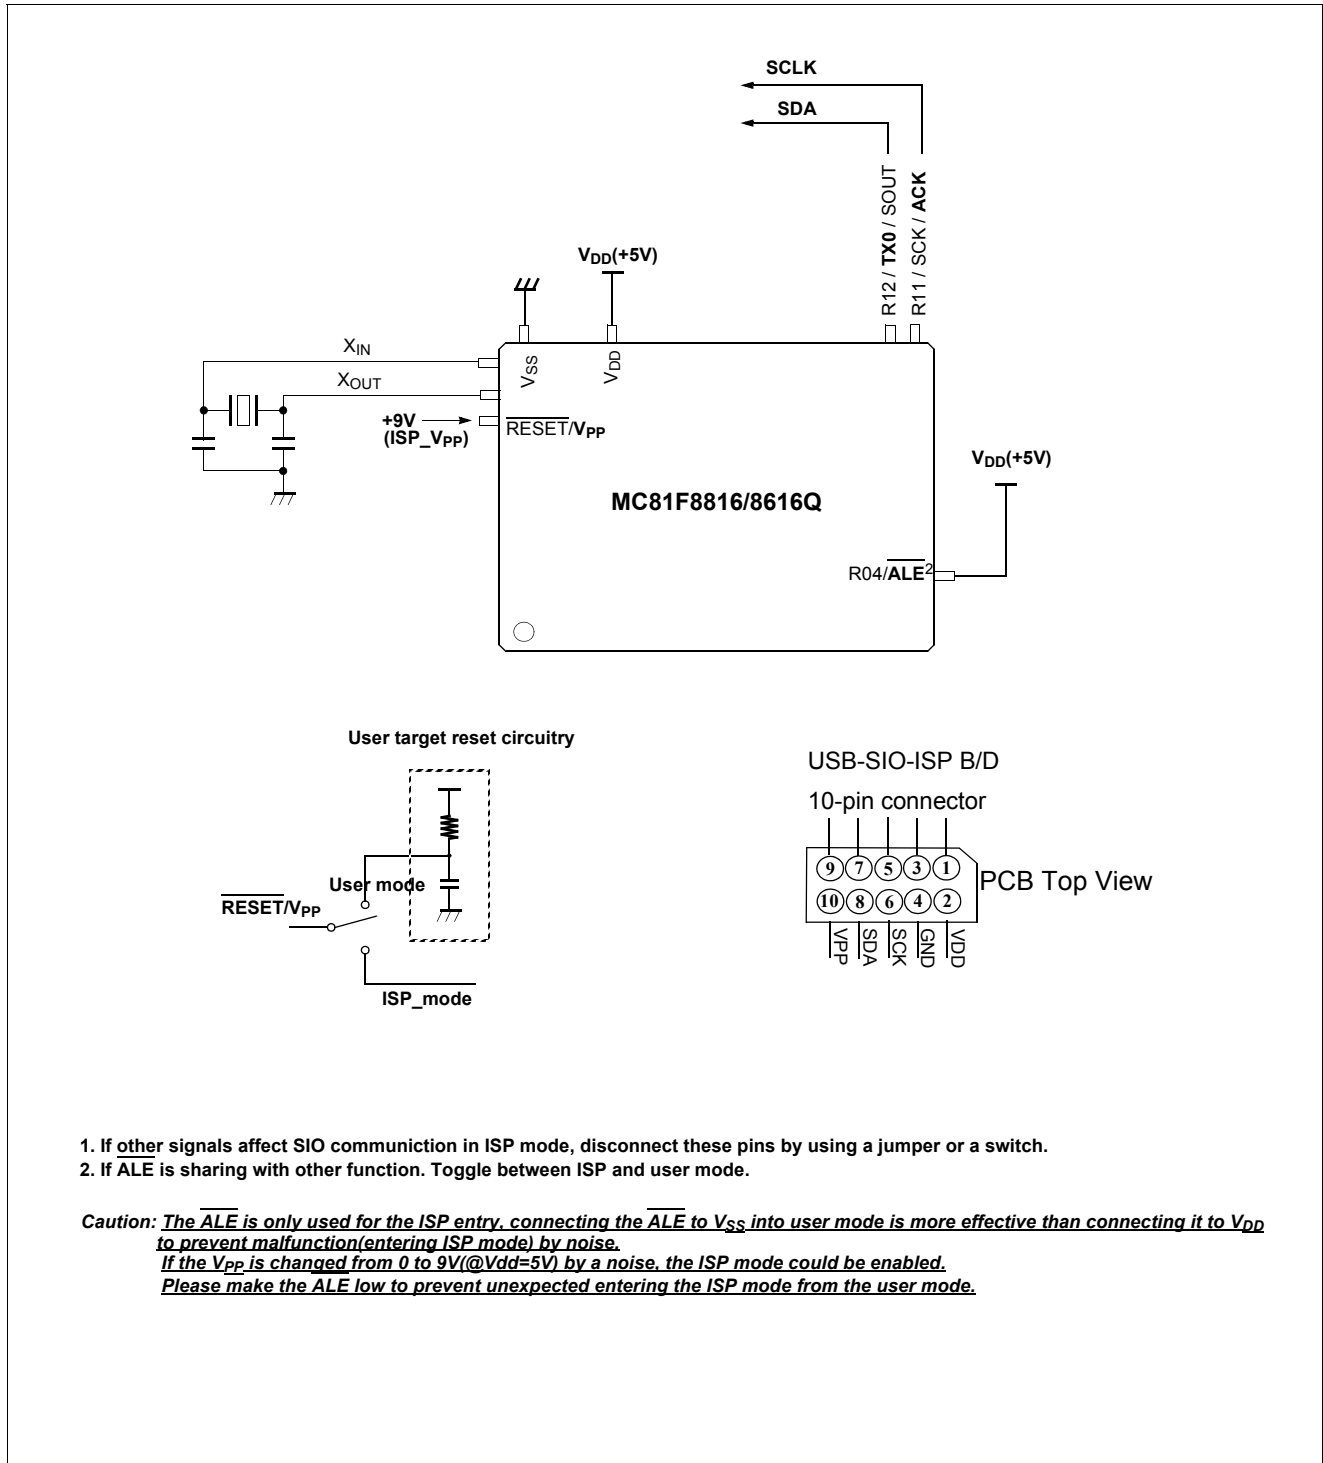 SCLK
SDA
R12 / TX0 / SOUT
R11 / SCK / ACK
VDD(+5V)
XIN
XOUT
VSS
VDD
+9V
(ISP_VPP)
RESET/VPP
VDD(+5V)
MC81F8816/8616Q
R04/ALE2
User target reset circuitry
User mode
RESET/VPP
ISP_mode
USB-SIO-ISP B/D
10-pin connector
9 7 5 3 1
PCB Top View
10 8 6 4 2
VPP SDA SCK GND VDD
1. If other signals affect SIO communiction in ISP mode, disconnect these pins by using a jumper or a switch.
2. If ALE is sharing with other function. Toggle between ISP and user mode.
Caution: The ALE is only used for the ISP entry, connecting the ALE to VSS into user mode is more effective than connecting it to VDD
to prevent malfunction(entering ISP mode) by noise.
If the VPP is changed from 0 to 9V(@Vdd=5V) by a noise, the ISP mode could be enabled.
Please make the ALE low to prevent unexpected entering the ISP mode from the user mode.